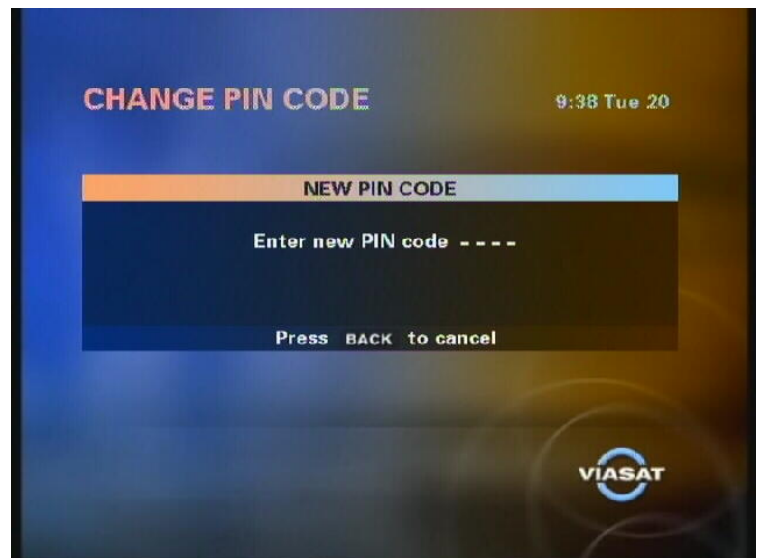 CHANGE PIN CODE
9:38 Tue 20
NEW PIN CODE
Enter new PIN code ----
Press BACK to cancel
VIASAT